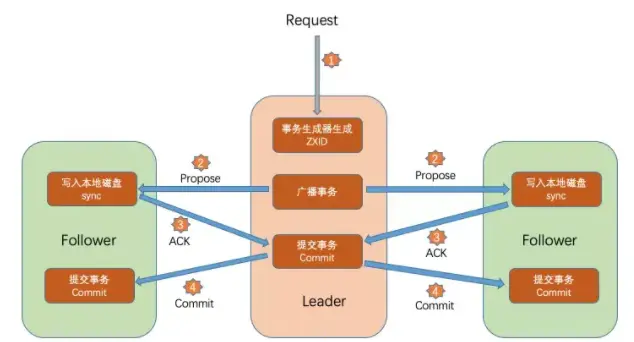 Request
1
事务生成器生成
ZXID
2
Propose
写入本地磁盘
sync
广播事务
2
Propose
写入本地磁盘
sync
3
ACK
Follower
提交事务
Commit
3
ACK
Follower
提交事务
Commit
4
Commit
Leader
4
Commit
提交事务
Commit